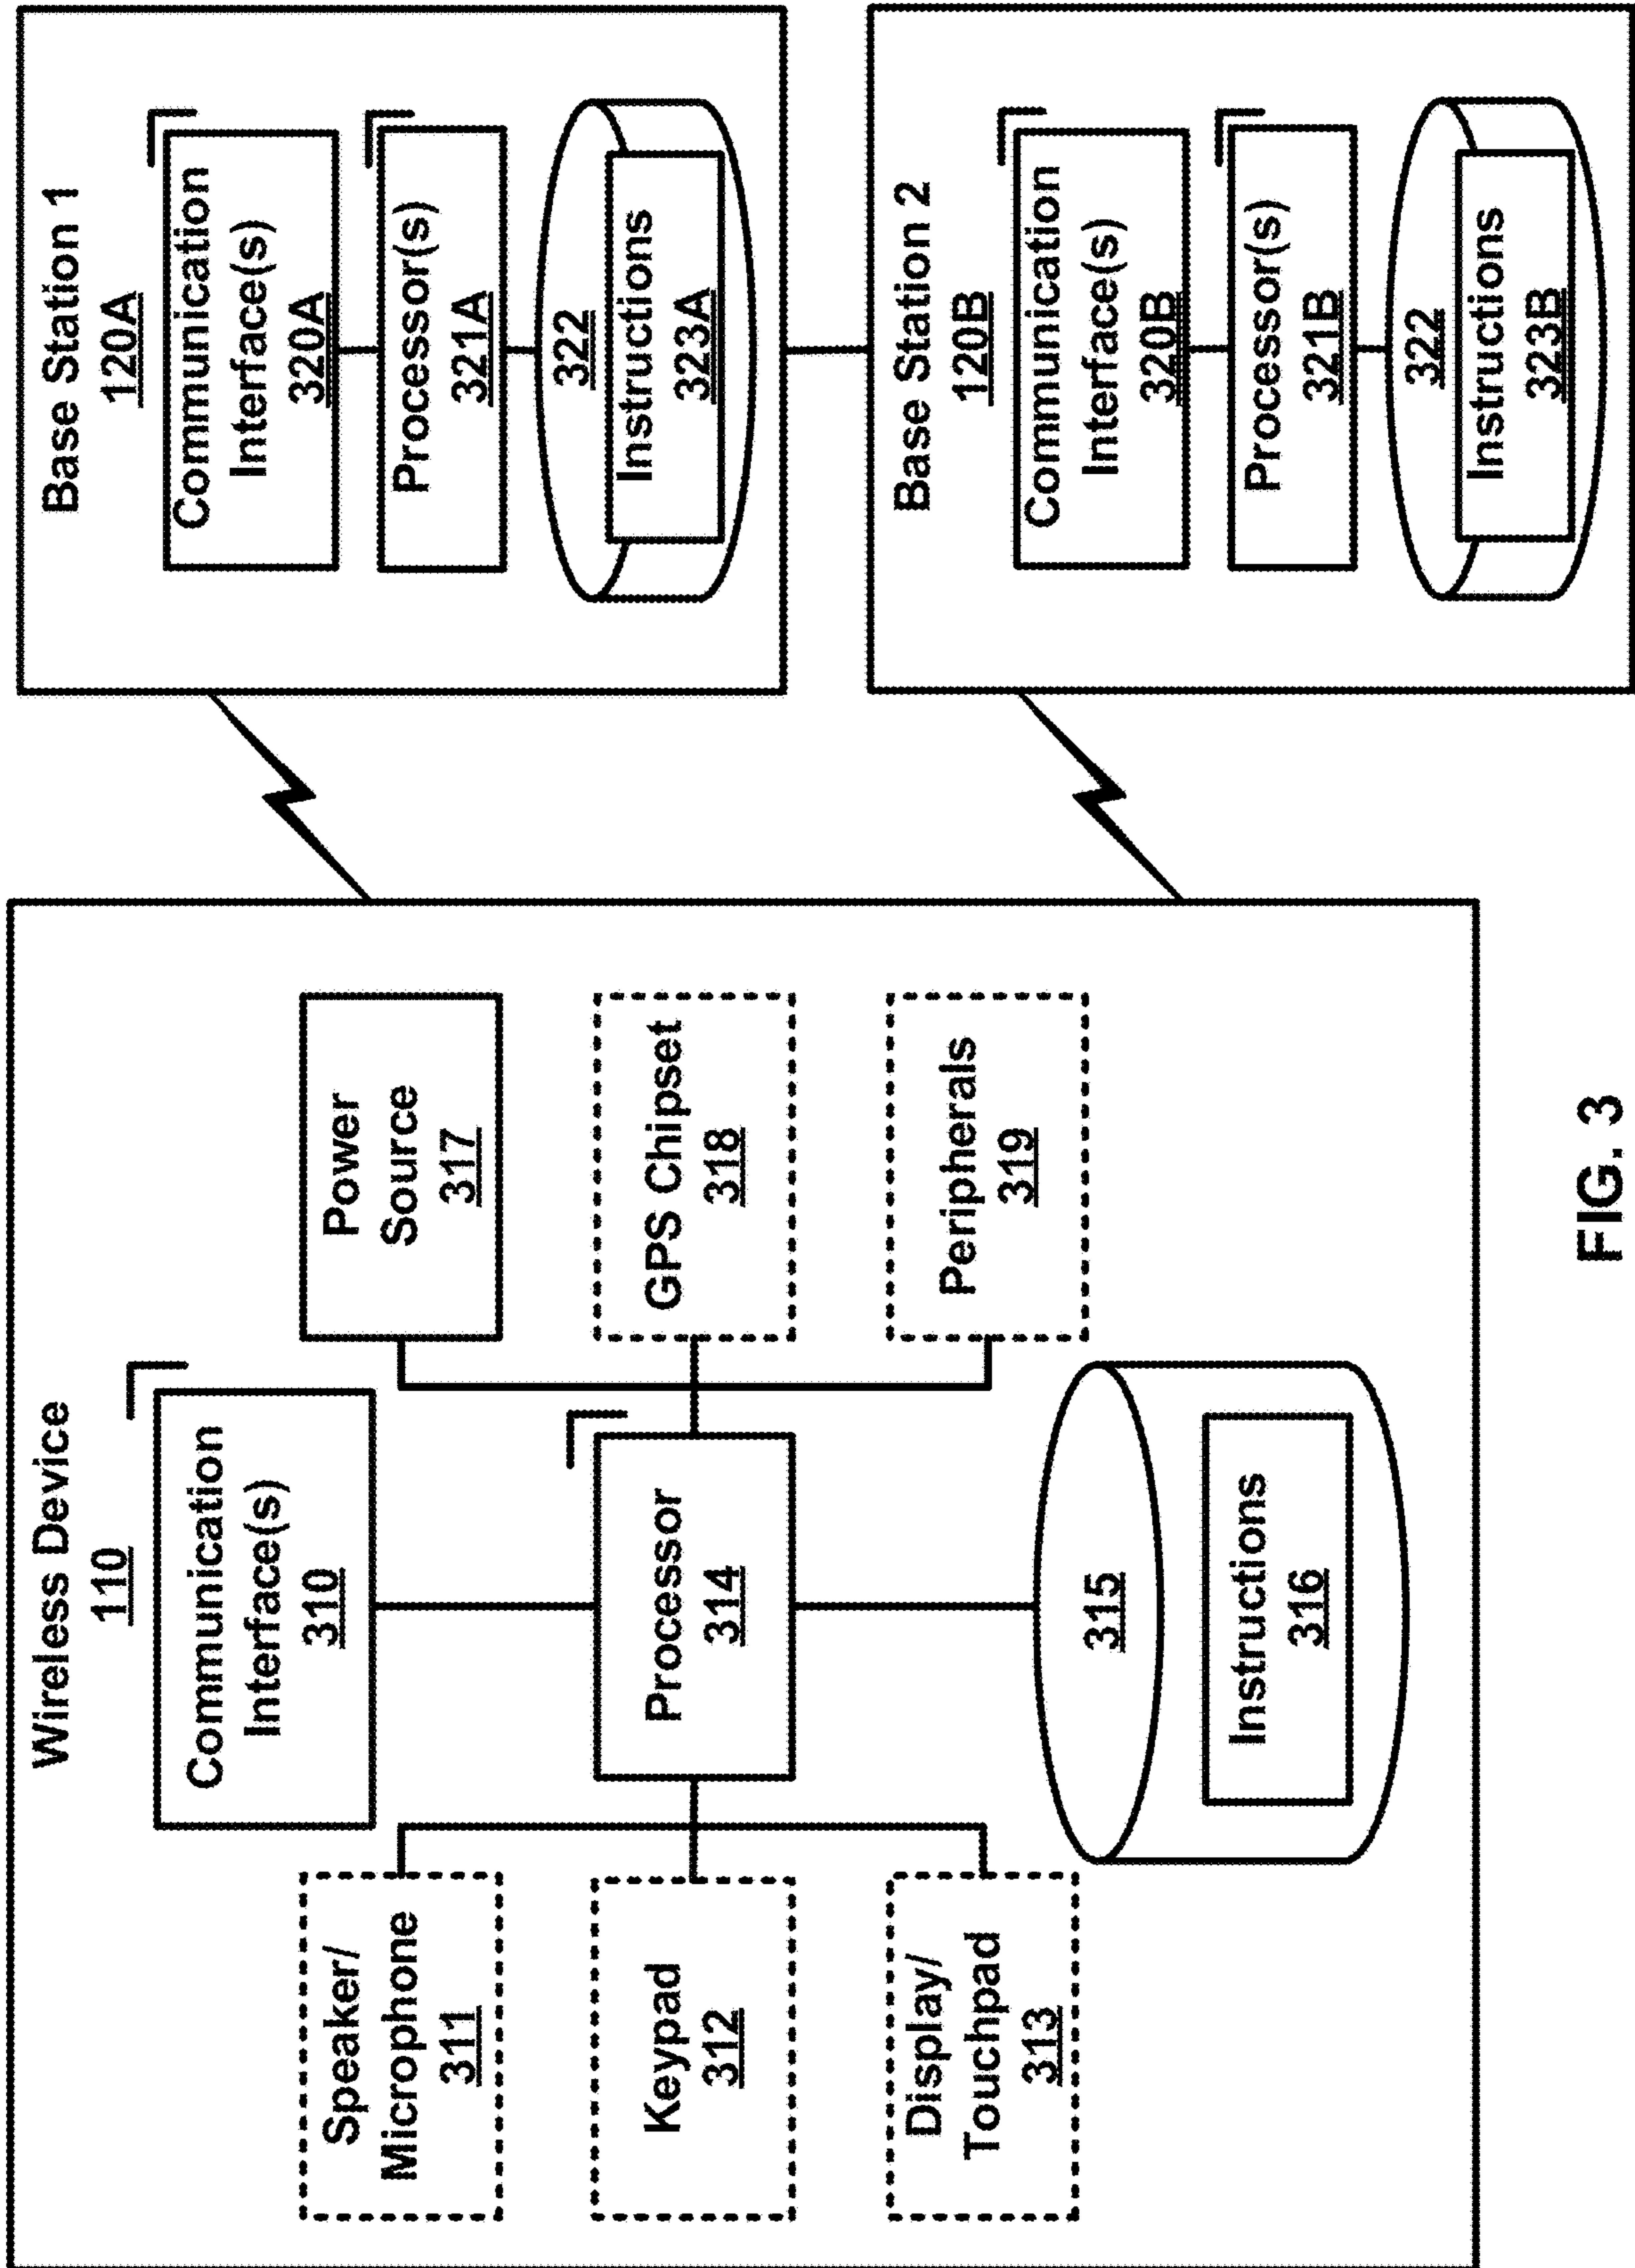 Wireless Device
110
Communication
Interface(s)
310
Speaker/
Microphone
311
Keypad
312
Display/
Touchpad
313
Processor
314
315
Instructions
316
Power
Source
317
GPS Chipset
318
Peripherals
319
Base Station 1
120A
Communication
Interface(s)
320A
Processor(s)
321A
322
Instructions
323A
Base Station 2
120B
Communication
Interface(s)
320B
Processor(s)
321B
322
Instructions
323B
FIG. 3